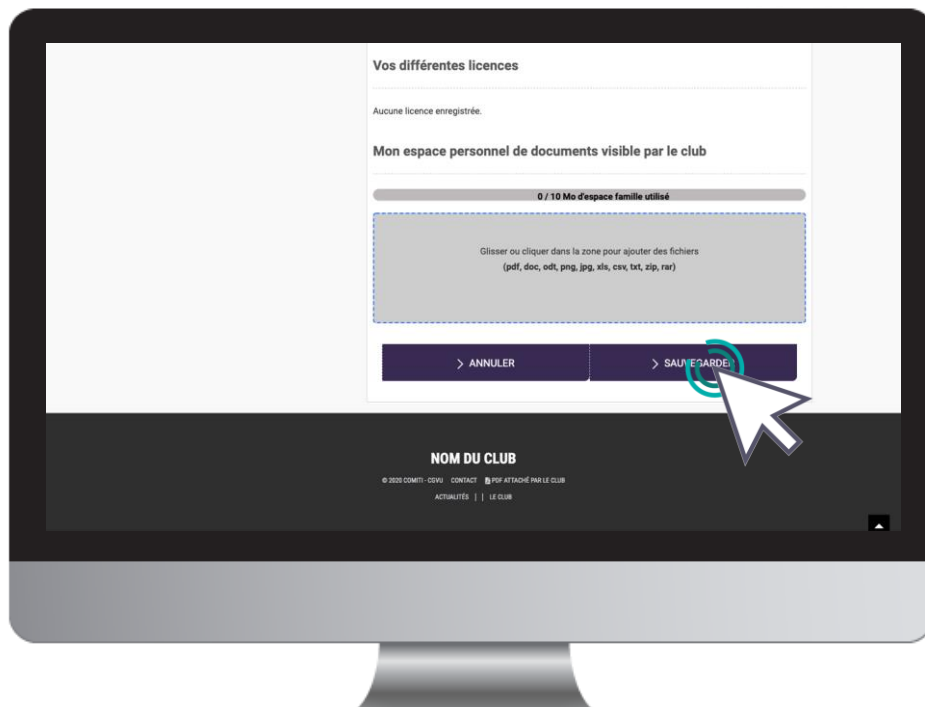 Vos différentes licences
Aucune licence enregistrée.
Mon espace personnel de documents visible par le club
0 / 10 Mo d'espace famille utilisé
Glisser ou cliquer dans la zone pour ajouter des fichiers
(pdf, doc, odt, png, jpg, xls, csv, txt, zip, rar)
> ANNULER
> SAUVEGARDER
NOM DU CLUB
© 2020 COMITI - CGVU CONTACT PDF ATTACHÉ PAR LE CLUB
ACTUALITÉS | | LE CLUB